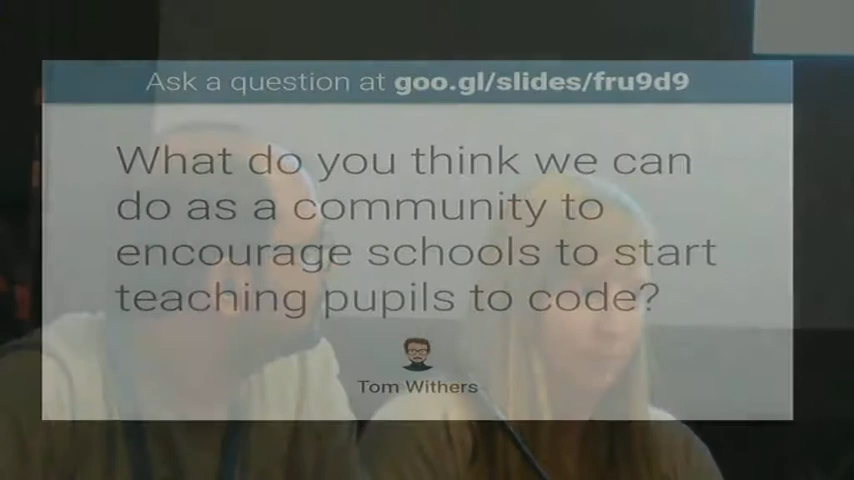 Ask a question at goo.gl/slides/fru9d9
What do you think we can
do as a community to
encourage schools to start
teaching pupils to code?
Tom Withers